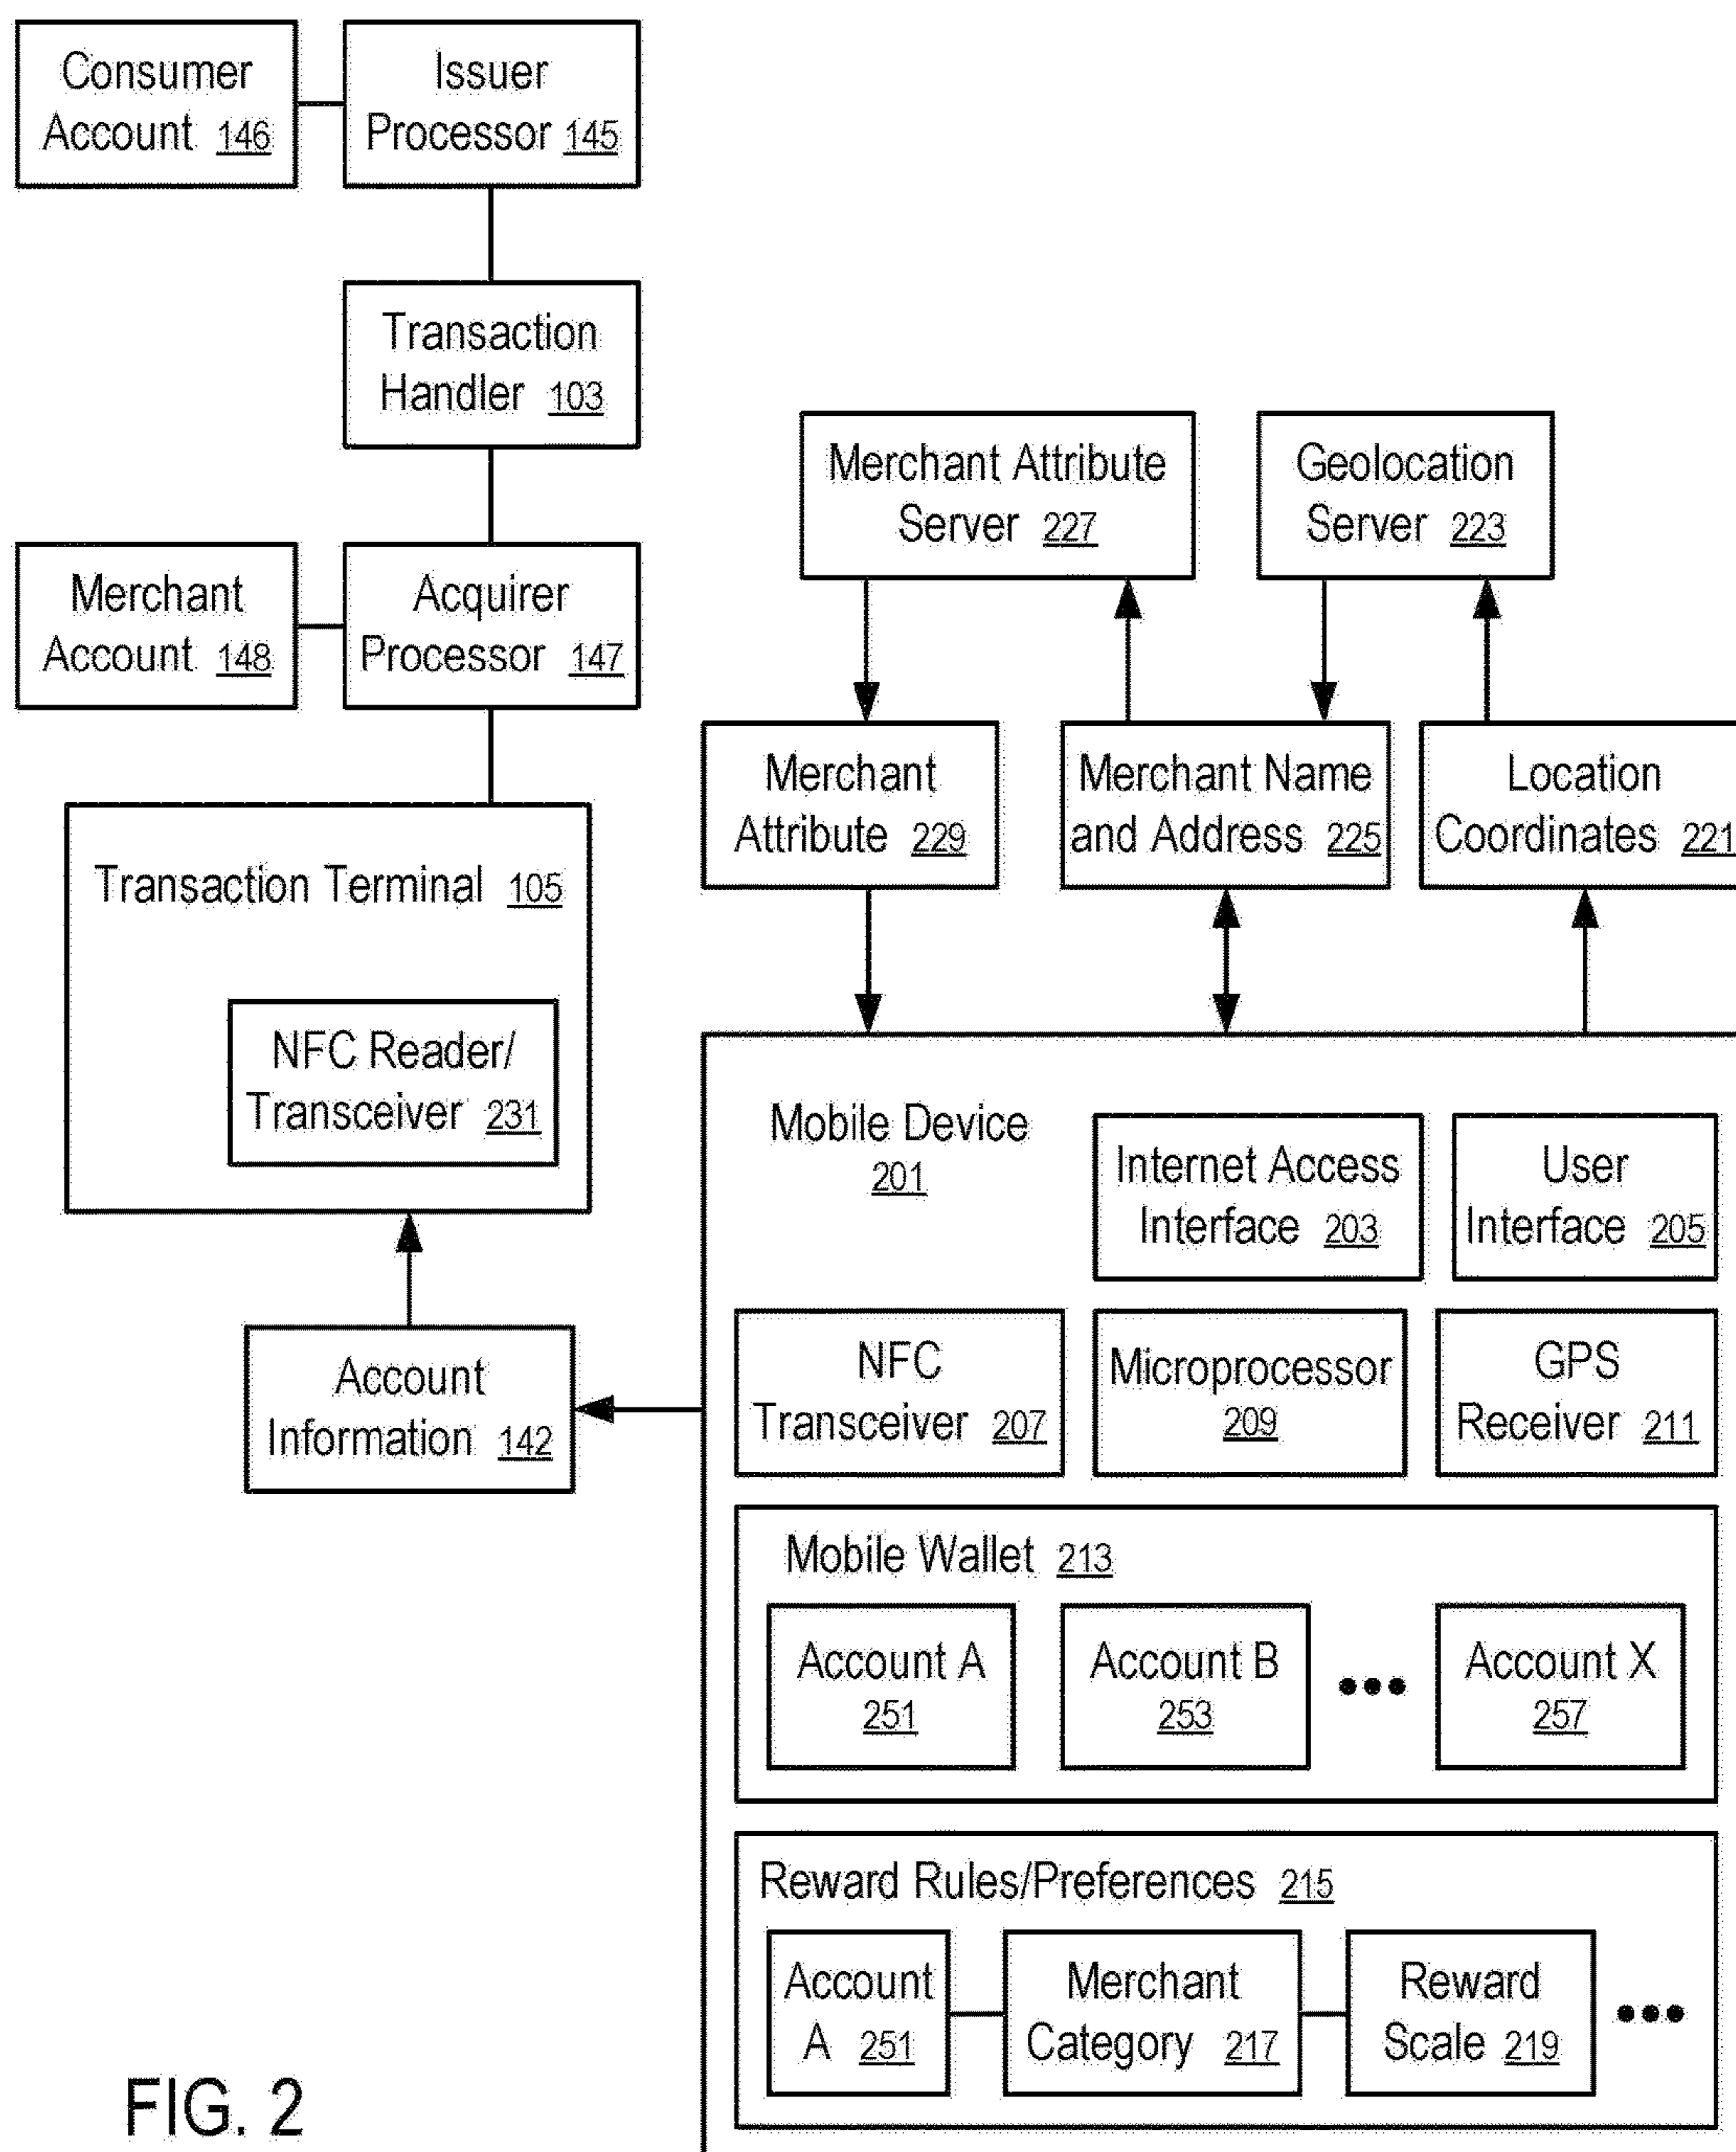 Consumer
Account 146
Issuer
Processor 145
Transaction
Handler 103
Merchant Attribute
Server 227
Geolocation
Server 223
Merchant
Account 148
Acquirer
Processor 147
Merchant
Attribute 229
Merchant Name
and Address 225
Location
Coordinates 221
Transaction Terminal 105
NFC Reader/
Transceiver 231
Mobile Device
201
Internet Access
Interface 203
User
Interface 205
Account
Information 142
NFC
Transceiver 207
Microprocessor
209
GPS
Receiver 211
Mobile Wallet 213
Account A
251
Account B
253
•••
Account X
257
Reward Rules/Preferences 215
Account
A 251
Merchant
Category 217
Reward
Scale 219
•••
FIG. 2